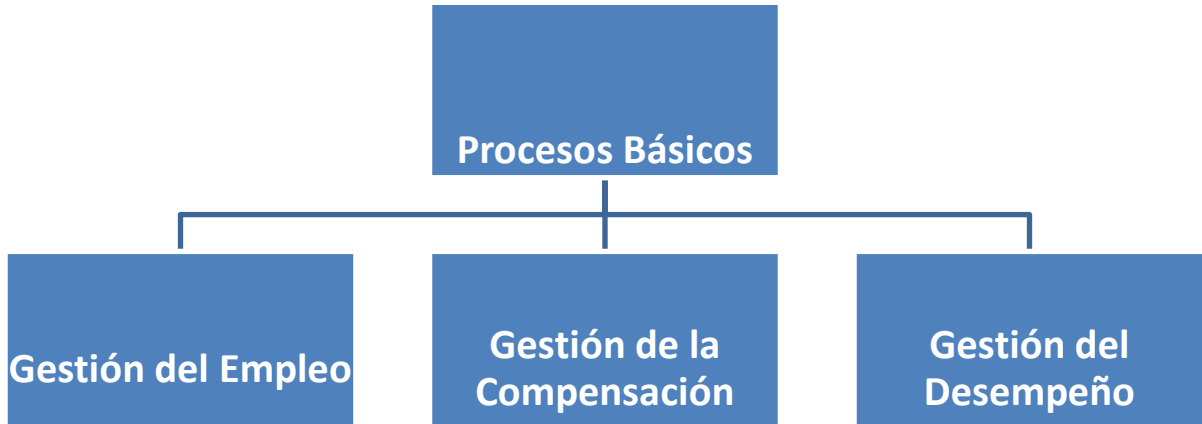 Procesos Básicos
Gestión del Empleo
Gestión de la
Compensación
Gestión del
Desempeño